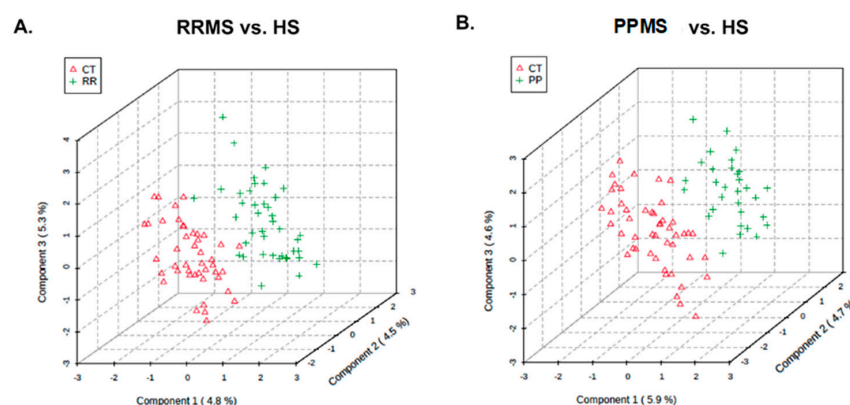 A.
RRMS vs. HS
CT
RR
4
3
2
1
0
-1
-2
-3
Component 3 ( 5.3 %)
-3
-2
-1
0
1
2
3
Component 1 ( 4.8 %)
-2
-1
0
1
2
3
Component 2 ( 4.5 %)
B.
PPMS vs. HS
CT
PP
3
2
1
0
-1
-2
-3
Component 3 ( 4.6 %)
-3
-2
-1
0
1
2
3
Component 1 ( 5.9 %)
-3
-2
-1
0
1
2
Component 2 ( 4.7 %)